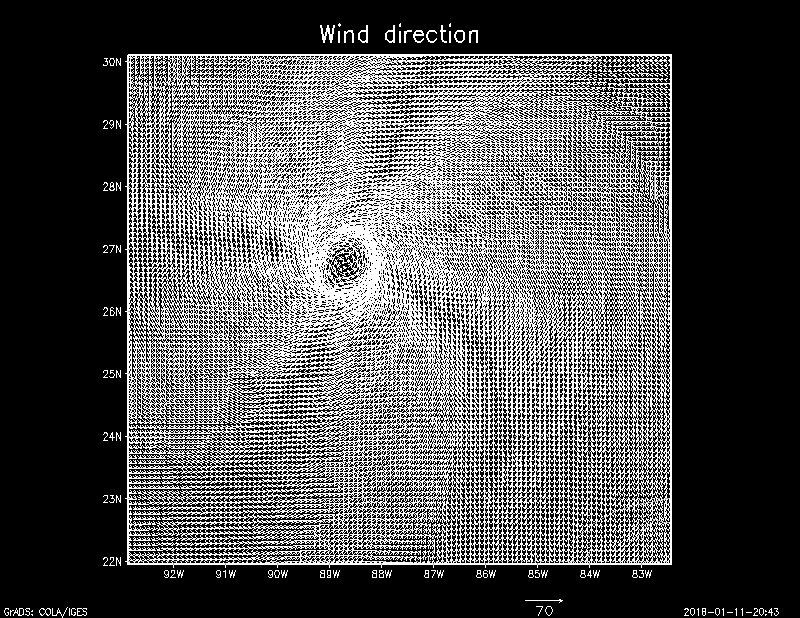 Wind direction
30N
29N
28N
27N
26N
25N
24N
23N
22N
92W 91W 90W 89W 88W 87W 86W 85W 84W 83W
70
GrADS: COLA/IGES 2018-01-11-20:43